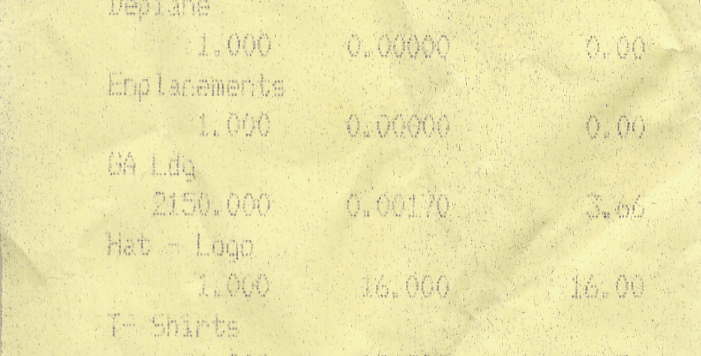 Deplane
1.000 0.00000 0.00
Enplanements
1.000 0.00000 0.00
GA Ldg
2150.000 0.00170 3.66
Hat - Logo
1.000 16.000 16.00
T- Shirts